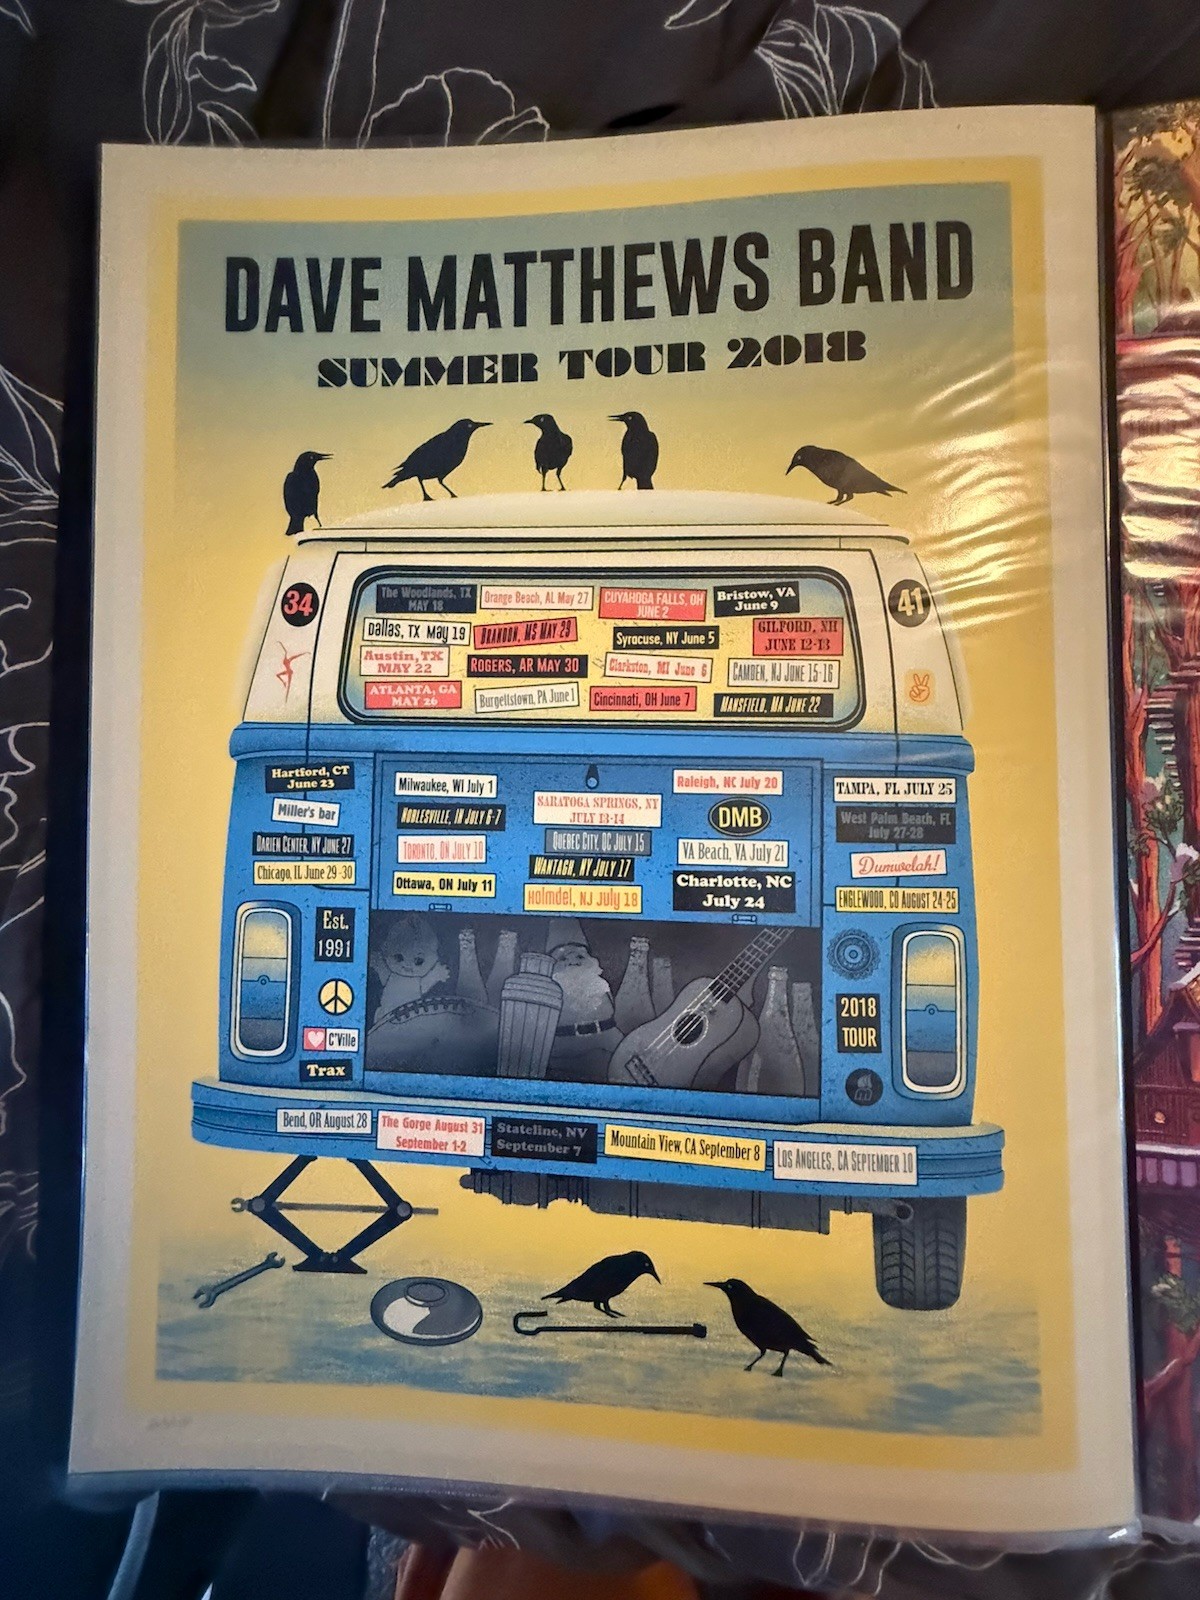 DAVE MATTHEWS BAND
SUMMER TOUR 2018
34
41
The Woodlands, TX
MAY 18
Orange Beach, AL May 27
CUYAHOGA FALLS, OH
JUNE 2
Bristow, VA
June 9
Dallas, TX May 19
BRANDON, MS MAY 29
Syracuse, NY June 5
GILFORD, NH
JUNE 12-13
Austin, TX
MAY 22
ROGERS, AR MAY 30
Clarkston, MI June 6
CAMDEN, NJ JUNE 15-16
ATLANTA, GA
MAY 26
Burgettstown, PA June 1
Cincinnati, OH June 7
MANSFIELD, MA JUNE 22
Hartford, CT
June 23
Miller's bar
DARIEN CENTER, NY JUNE 27
Chicago, IL June 29-30
Milwaukee, WI July 1
NOBLESVILLE, IN JULY 6-7
TORONTO, ON JULY 10
Ottawa, ON July 11
SARATOGA SPRINGS, NY
JULY 13-14
QUEBEC CITY, QC JULY 15
WANTAGH, NY JULY 17
Holmdel, NJ July 18
Raleigh, NC July 20
DMB
VA Beach, VA July 21
Charlotte, NC
July 24
TAMPA, FL JULY 25
West Palm Beach, FL
July 27-28
Dumwelah!
ENGLEWOOD, CO AUGUST 24-25
Est.
1991
C'Ville
Trax
2018
TOUR
Bend, OR August 28
The Gorge August 31
September 1-2
Stateline, NV
September 7
Mountain View, CA September 8
LOS ANGELES, CA SEPTEMBER 10